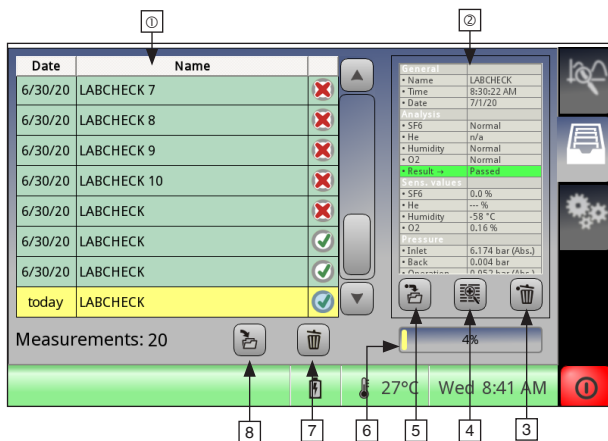 ① ②
Date Name
6/30/20 LABCHECK 7
6/30/20 LABCHECK 8
6/30/20 LABCHECK 9
6/30/20 LABCHECK 10
6/30/20 LABCHECK
6/30/20 LABCHECK
6/30/20 LABCHECK
today LABCHECK
Measurements: 20
General
• Name LABCHECK
• Time 8:30:22 AM
• Date 7/1/20
Analysis
• SF6 Normal
• He n/a
• Humidity Normal
• O2 Normal
• Result → Passed
Sens. values
• SF6 0.0 %
• He --- %
• Humidity -58 °C
• O2 0.16 %
Pressure
• Inlet 6.174 bar (Abs.)
• Back 0.004 bar
• Operation 0.952 bar (Abs.)
4%
27°C Wed 8:41 AM
8 7 6 5 4 3